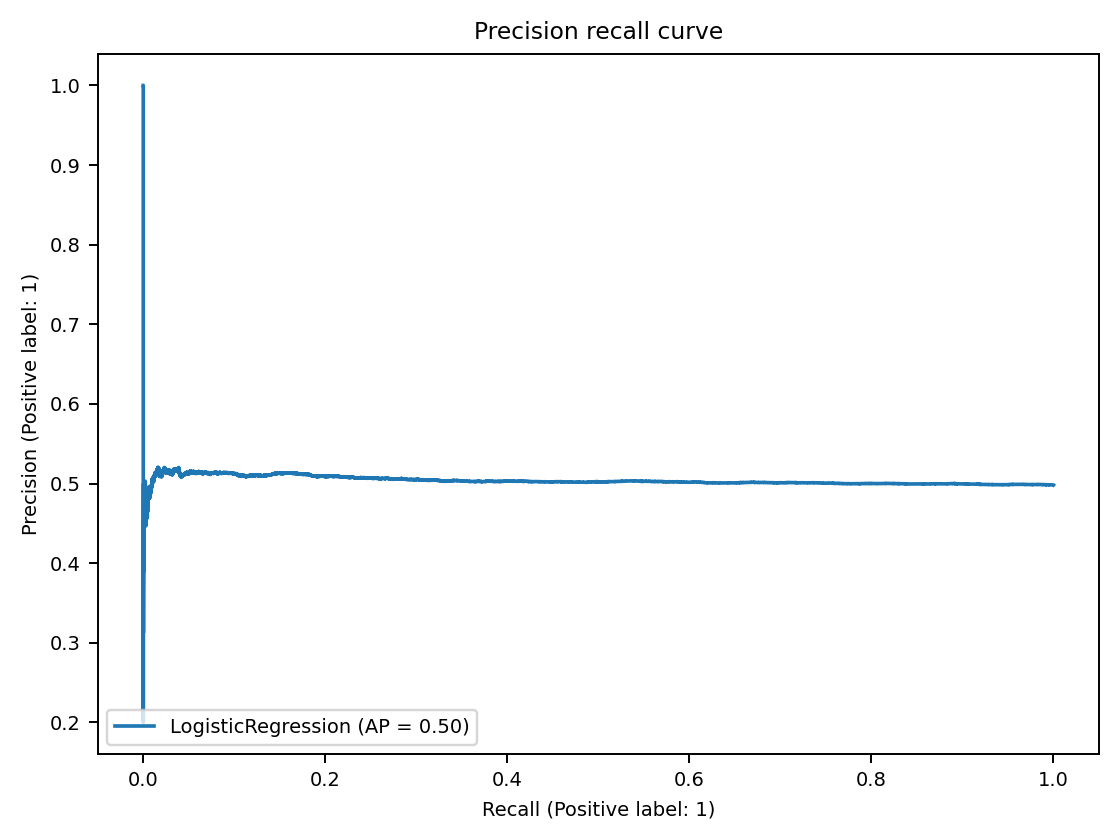 Precision recall curve
1.0
0.9
0.8
0.7
0.6
0.5
0.4
0.3
0.2
Precision (Positive label: 1)
LogisticRegression (AP = 0.50)
0.0 0.2 0.4 0.6 0.8 1.0
Recall (Positive label: 1)